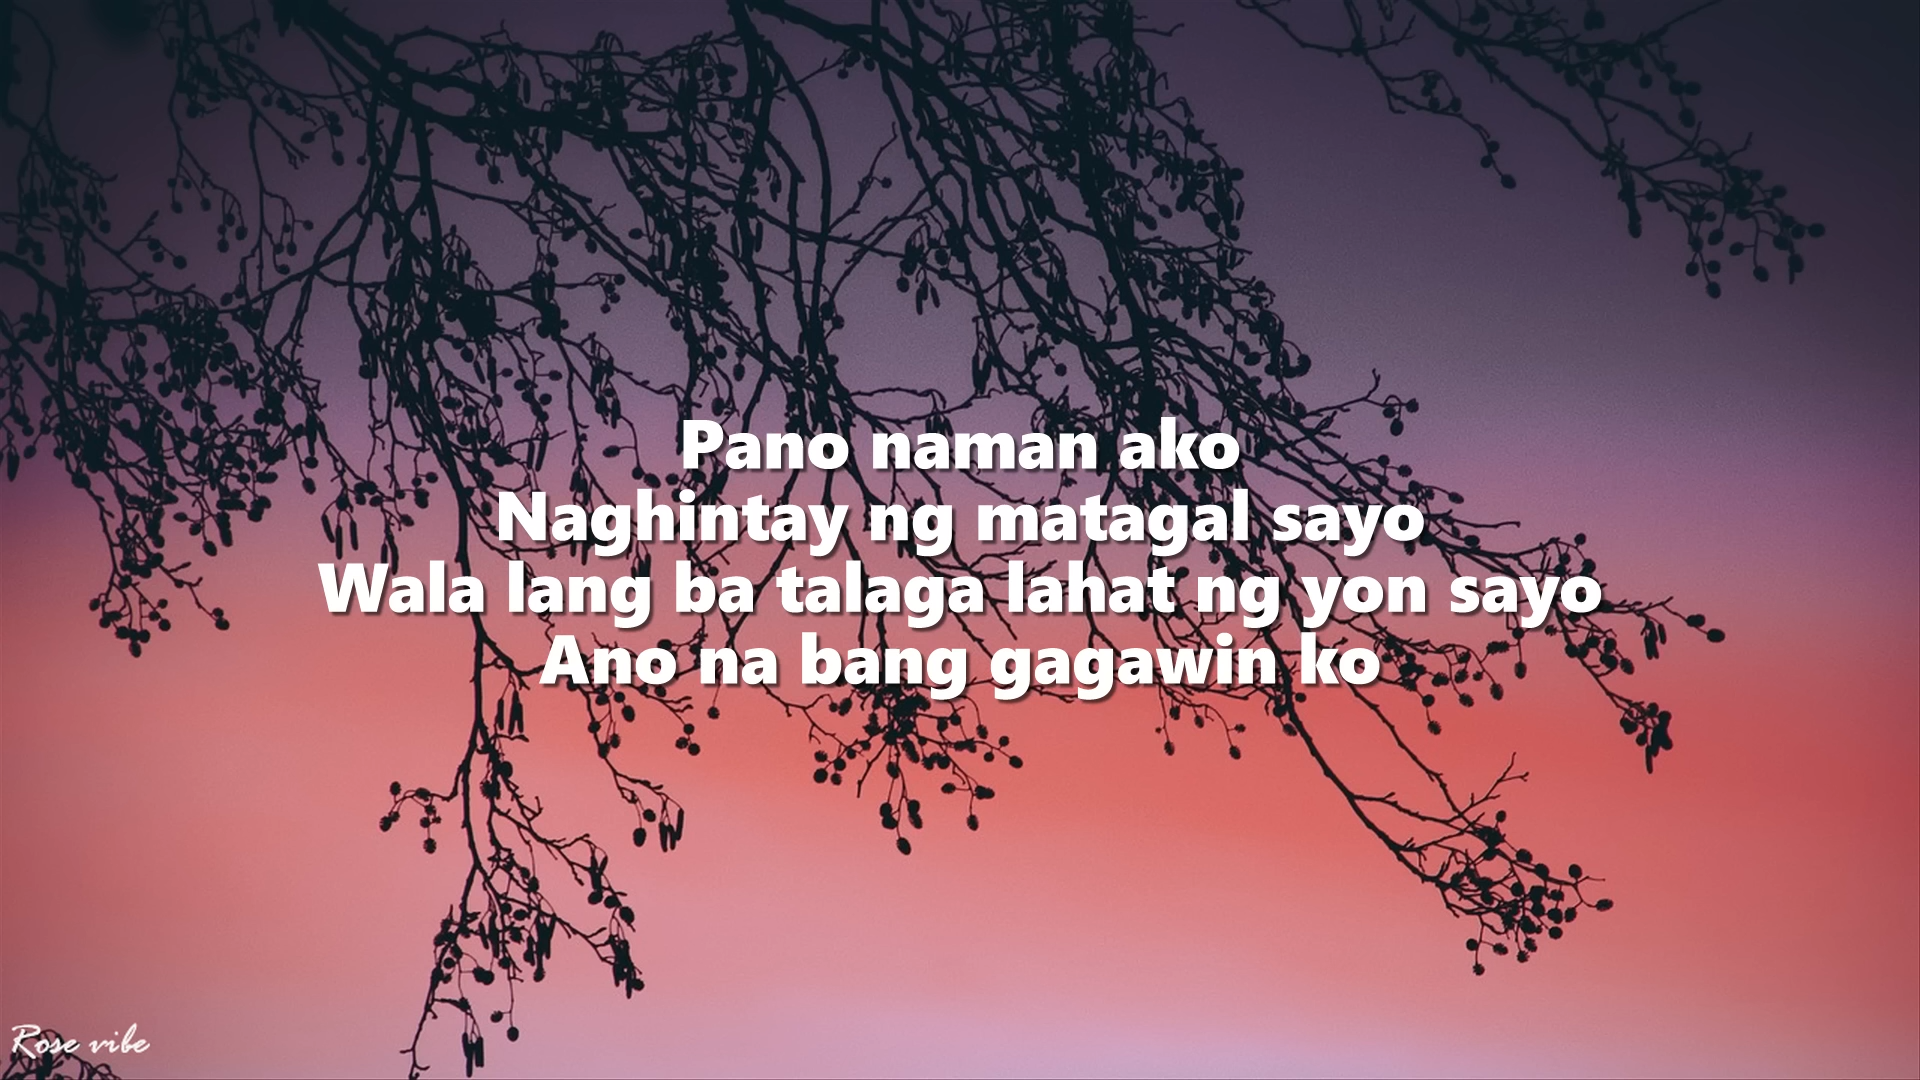 Pano naman ako
Naghintay ng matagal sayo
Wala lang ba talaga lahat ng yon sayo
Ano na bang gagawin ko
Rose vibe